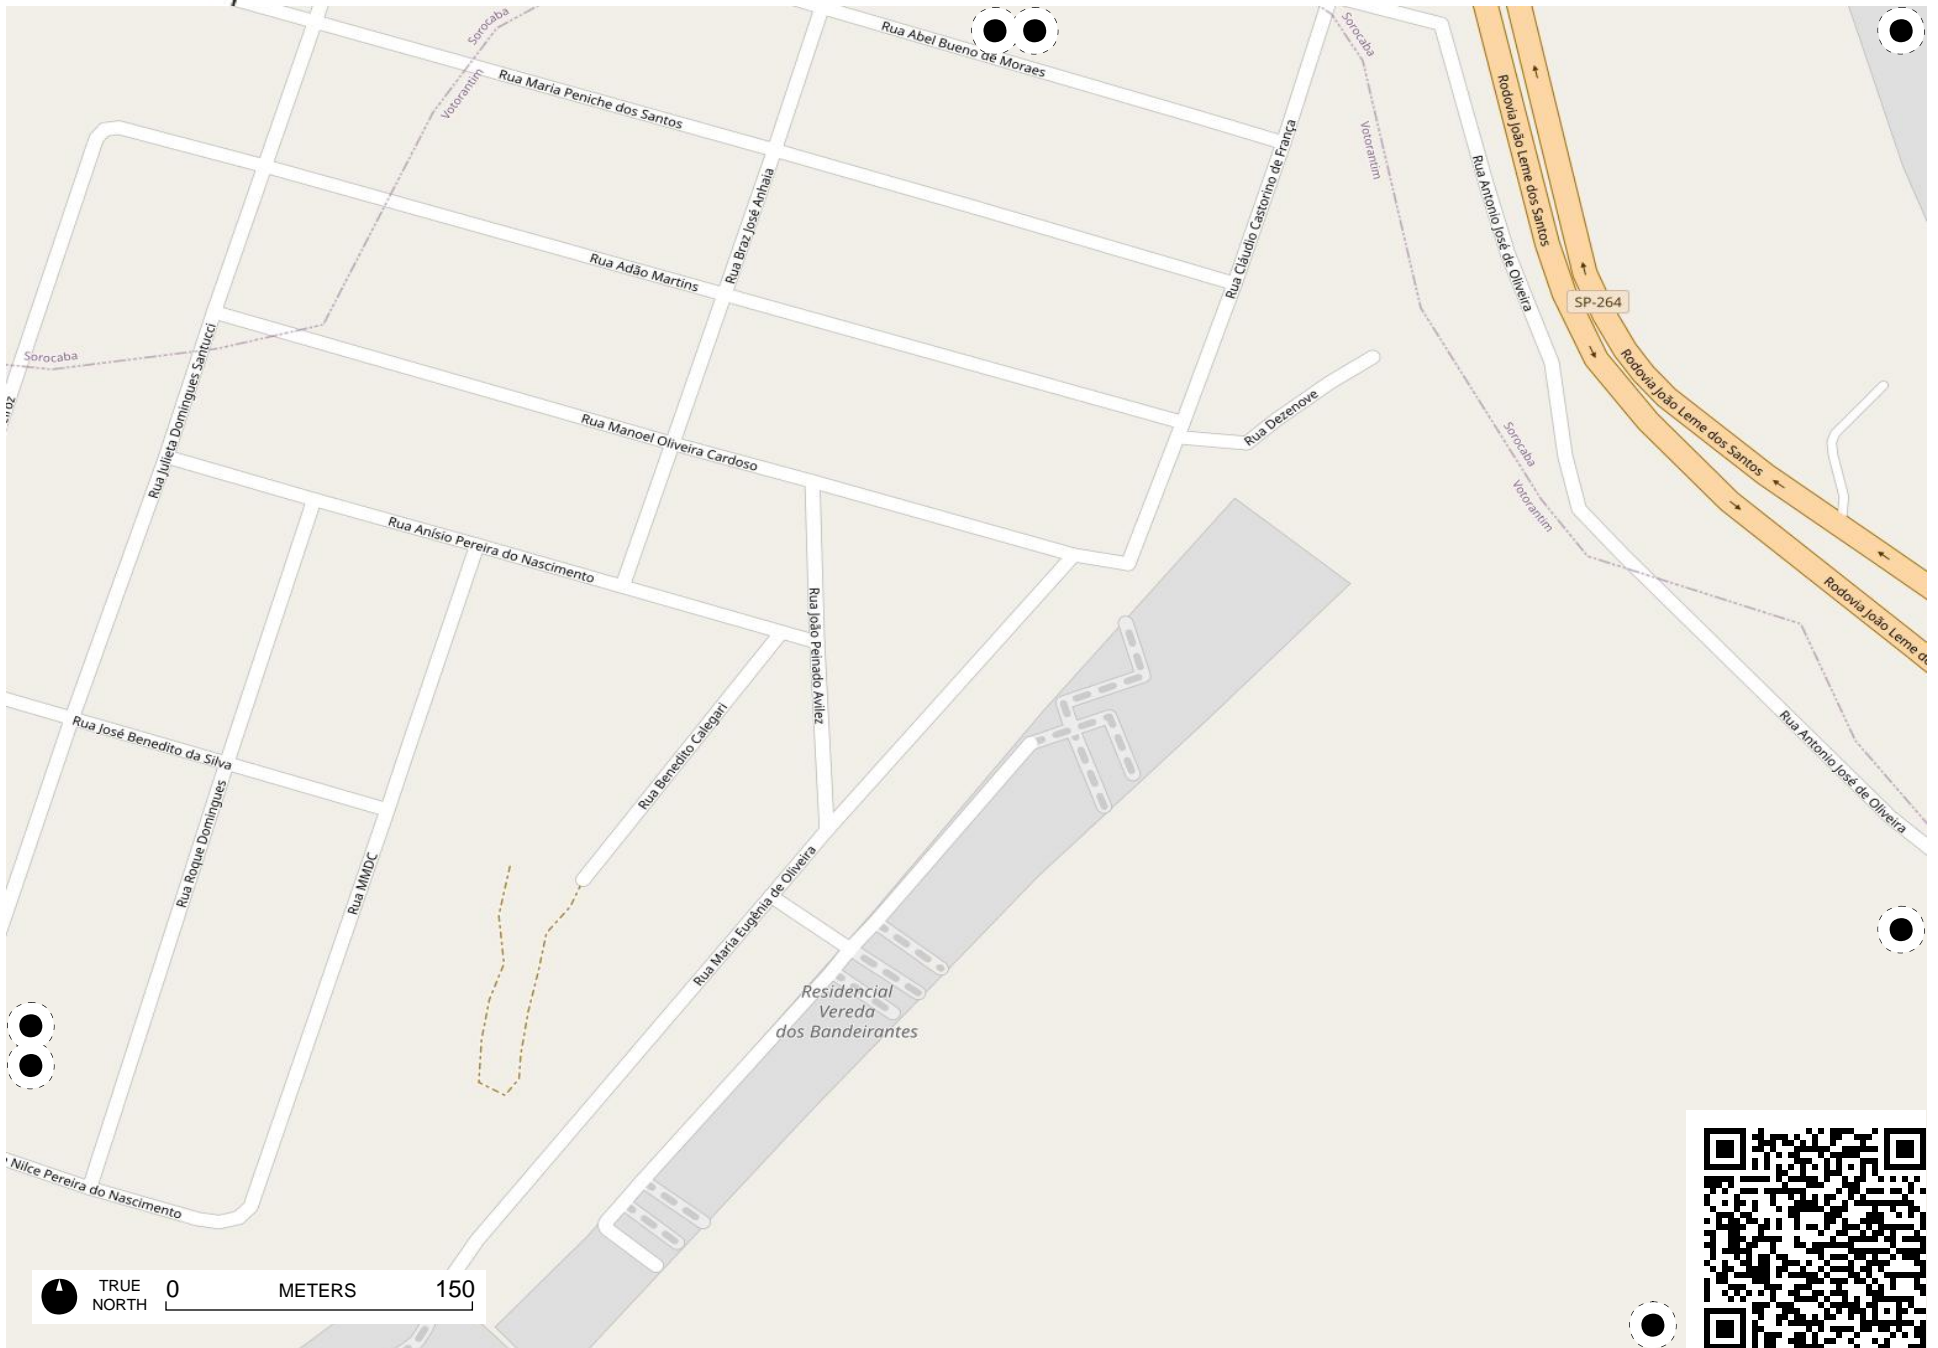 Sorocaba
Rua Abel Bueno de Moraes
Sorocaba
Rua Maria Peniche dos Santos
Votorantim
Rodovia João Leme dos Santos
Votorantim
Rua Cláudio Castorino de França
Rua Antonio José de Oliveira
Rua Braz José Anhaia
Rua Adão Martins
SP-264
Sorocaba
Rua Julieta Domingues Santucci
Rodovia João Leme dos Santos
Rua Dezenove
Rua Manoel Oliveira Cardoso
Sorocaba
Votorantim
Rua Anísio Pereira do Nascimento
Rodovia João Leme do
Rua João Peinado Avilez
Rua José Benedito da Silva
Rua Benedito Calegari
Rua Antonio José de Oliveira
Rua Roque Domingues
Rua MMDC
Rua Maria Eugênia de Oliveira
Residencial
Vereda
dos Bandeirantes
Nilce Pereira do Nascimento
TRUE
NORTH
0 METERS 150